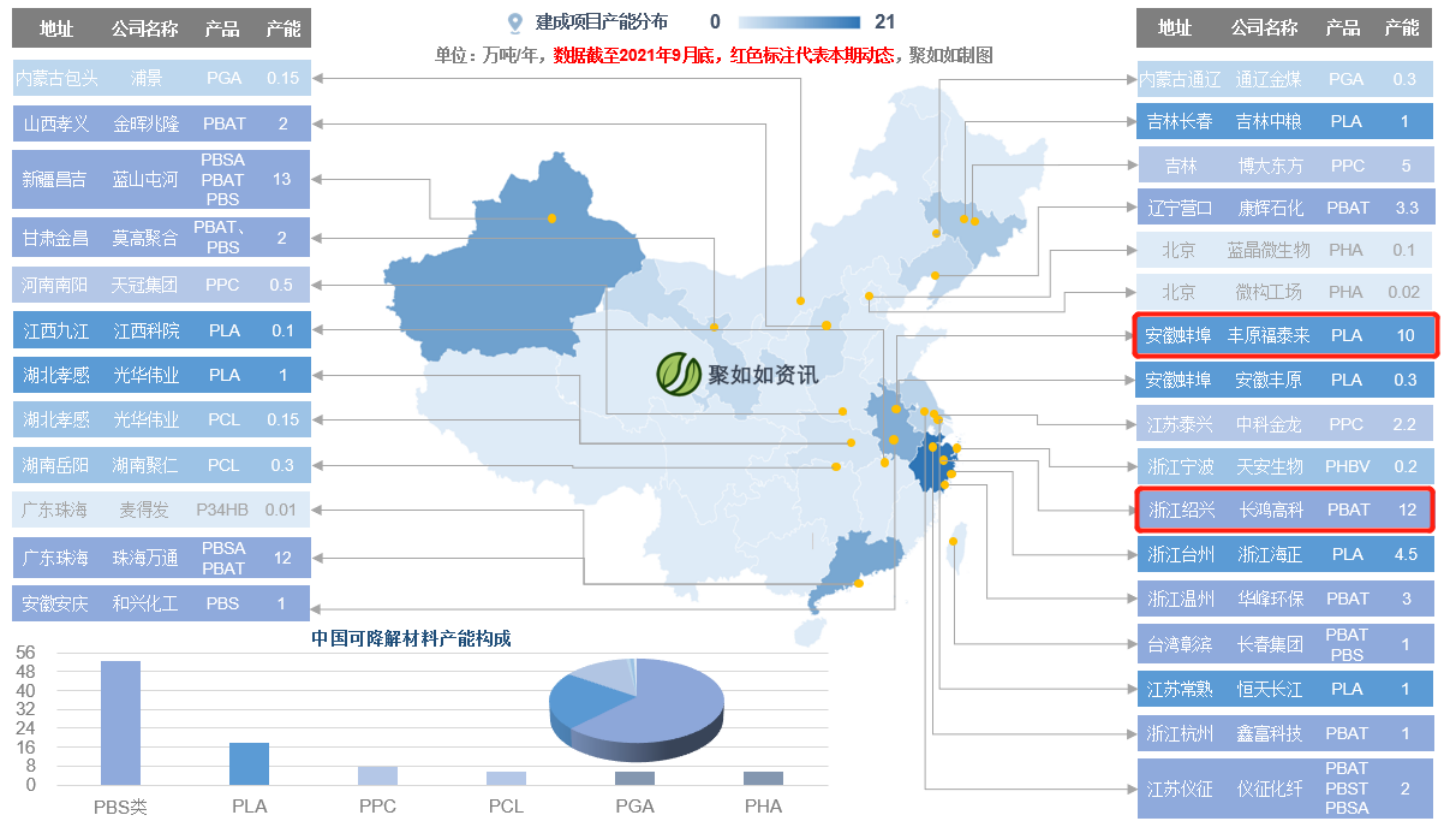 建成项目产能分布 0 21
单位：万吨/年，数据截至2021年9月底，红色标注代表本期动态，聚如如制图
地址 公司名称 产品 产能
内蒙古包头 浦景 PGA 0.15
山西孝义 金晖兆隆 PBAT 2
新疆昌吉 蓝山屯河 PBSA PBAT PBS 13
甘肃金昌 莫高聚合 PBAT、PBS 2
河南南阳 天冠集团 PPC 0.5
江西九江 江西科院 PLA 0.1
湖北孝感 光华伟业 PLA 1
湖北孝感 光华伟业 PCL 0.15
湖南岳阳 湖南聚仁 PCL 0.3
广东珠海 麦得发 P34HB 0.01
广东珠海 珠海万通 PBSA PBAT 12
安徽安庆 和兴化工 PBS 1
聚如如资讯
地址 公司名称 产品 产能
内蒙古通辽 通辽金煤 PGA 0.3
吉林长春 吉林中粮 PLA 1
吉林 博大东方 PPC 5
辽宁营口 康辉石化 PBAT 3.3
北京 蓝晶微生物 PHA 0.1
北京 微构工场 PHA 0.02
安徽蚌埠 丰原福泰来 PLA 10
安徽蚌埠 安徽丰原 PLA 0.3
江苏泰兴 中科金龙 PPC 2.2
浙江宁波 天安生物 PHBV 0.2
浙江绍兴 长鸿高科 PBAT 12
浙江台州 浙江海正 PLA 4.5
浙江温州 华峰环保 PBAT 3
台湾彰滨 长春集团 PBAT PBS 1
江苏常熟 恒天长江 PLA 1
浙江杭州 鑫富科技 PBAT 1
江苏仪征 仪征化纤 PBAT PBST PBSA 2
中国可降解材料产能构成
56
48
40
32
24
16
8
0
PBS类 PLA PPC PCL PGA PHA